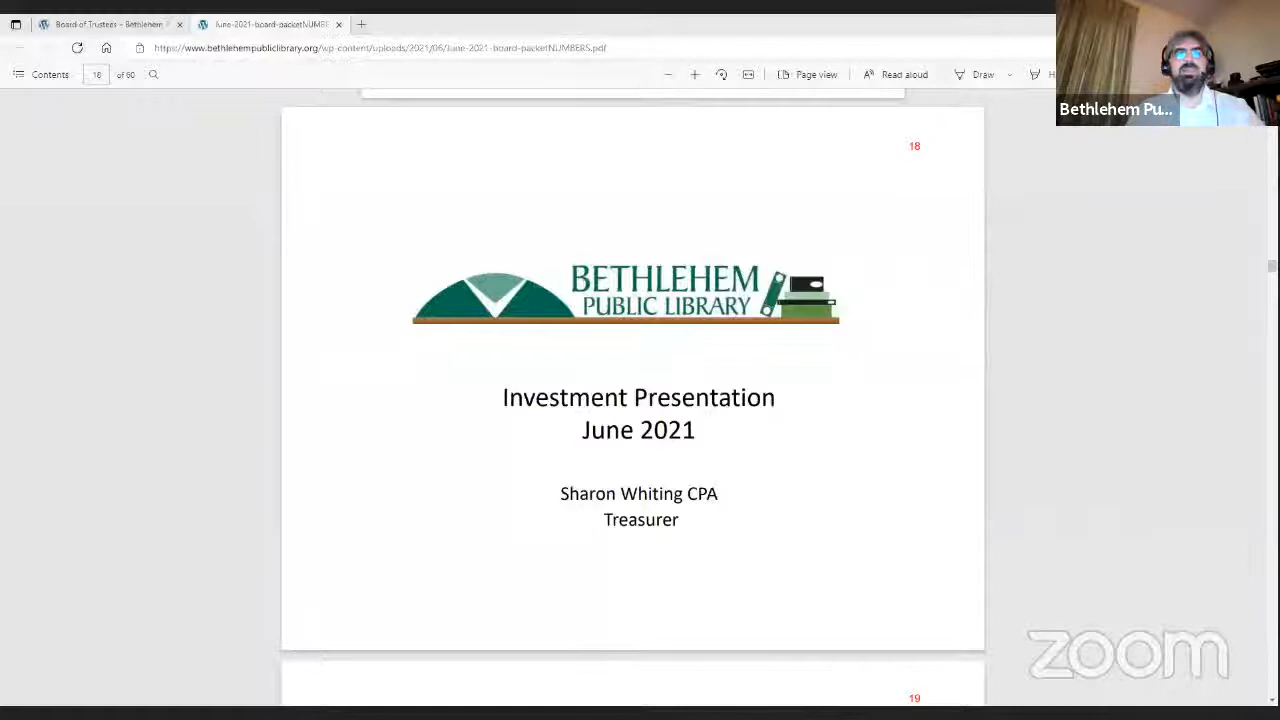 Board of Trustees – Bethlehem
June-2021-board-packetNUMBERS
https://www.bethlehempubliclibrary.org/wp-content/uploads/2021/06/June-2021-board-packetNUMBERS.pdf
Contents
18
of 60
Page view
Read aloud
Draw
H
Bethlehem Pu...
18
BETHLEHEM
PUBLIC LIBRARY
Investment Presentation
June 2021
Sharon Whiting CPA
Treasurer
zoom
19